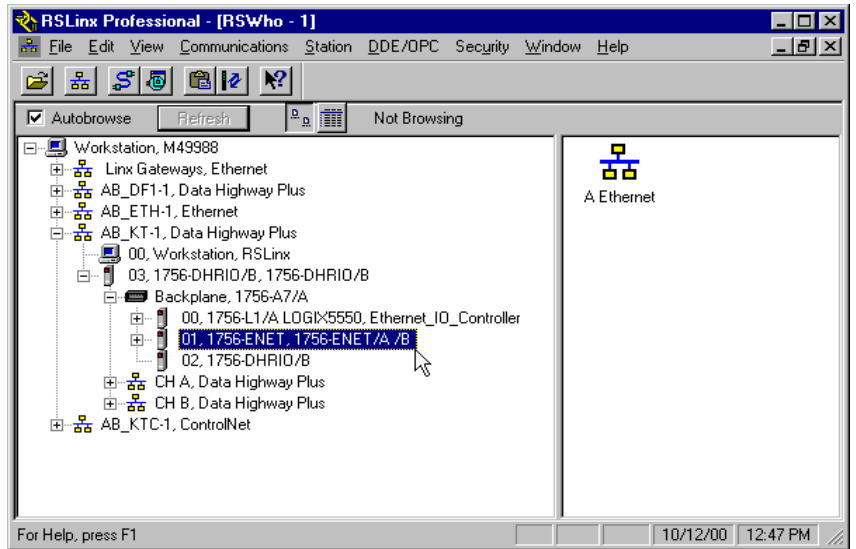 RSLinx Professional - [RSWho - 1]
File Edit View Communications Station DDE/OPC Security Window Help
Autobrowse Refresh Not Browsing
Workstation, M49988
Linx Gateways, Ethernet
AB_DF1-1, Data Highway Plus
AB_ETH-1, Ethernet
AB_KT-1, Data Highway Plus
00, Workstation, RSLinx
03, 1756-DHRIO/B, 1756-DHRIO/B
Backplane, 1756-A7/A
00, 1756-L1/A LOGIX5550, Ethernet_IO_Controller
01, 1756-ENET, 1756-ENET/A /B
02, 1756-DHRIO/B
CH A, Data Highway Plus
CH B, Data Highway Plus
AB_KTC-1, ControlNet
A Ethernet
For Help, press F1 10/12/00 12:47 PM